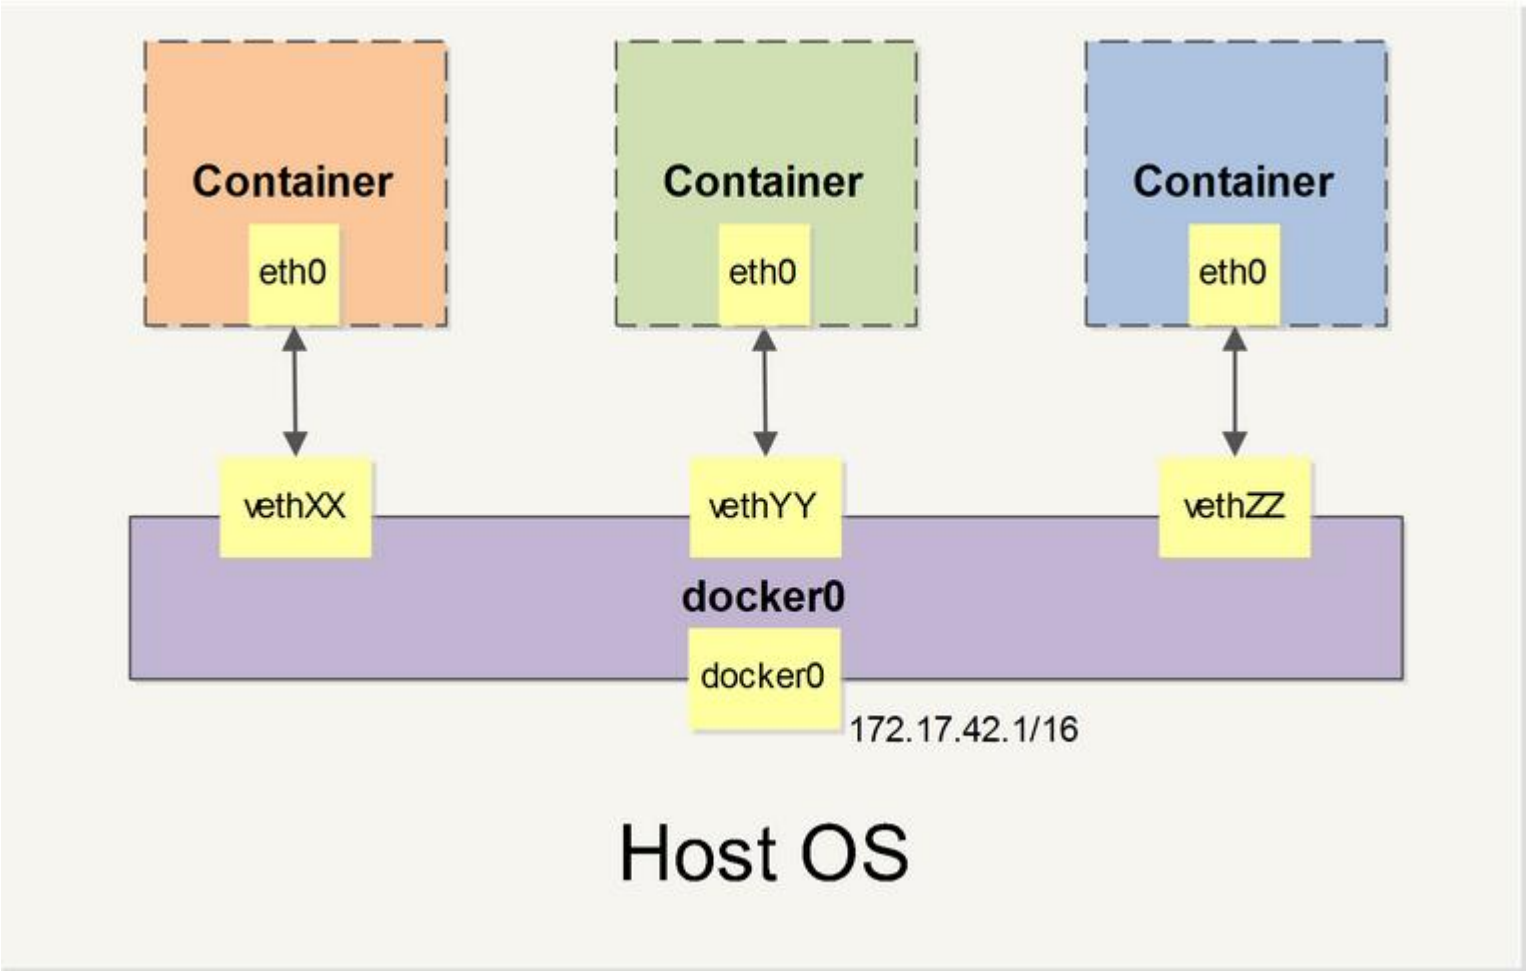 Container
Container
Container
eth0
eth0
eth0
vethXX
vethYY
vethZZ
docker0
docker0
172.17.42.1/16
Host OS